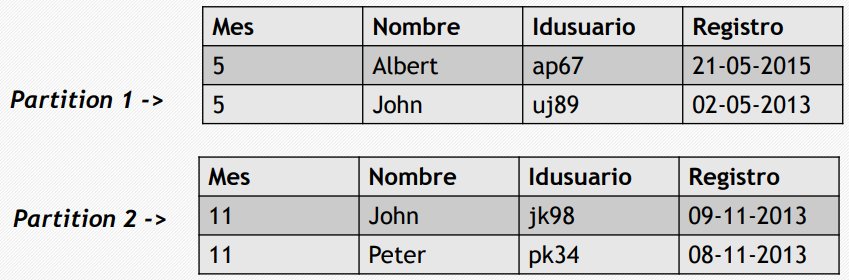 Mes Nombre Idusuario Registro
5 Albert ap67 21-05-2015
Partition 1 ->
5 John uj89 02-05-2013
Mes Nombre Idusuario Registro
Partition 2 ->
11 John jk98 09-11-2013
11 Peter pk34 08-11-2013